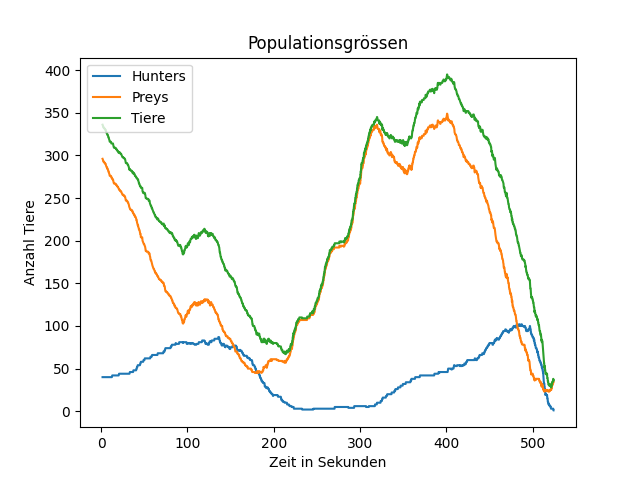 Populationsgrössen
Hunters
Preys
Tiere
Anzahl Tiere
400
350
300
250
200
150
100
50
0
0 100 200 300 400 500
Zeit in Sekunden